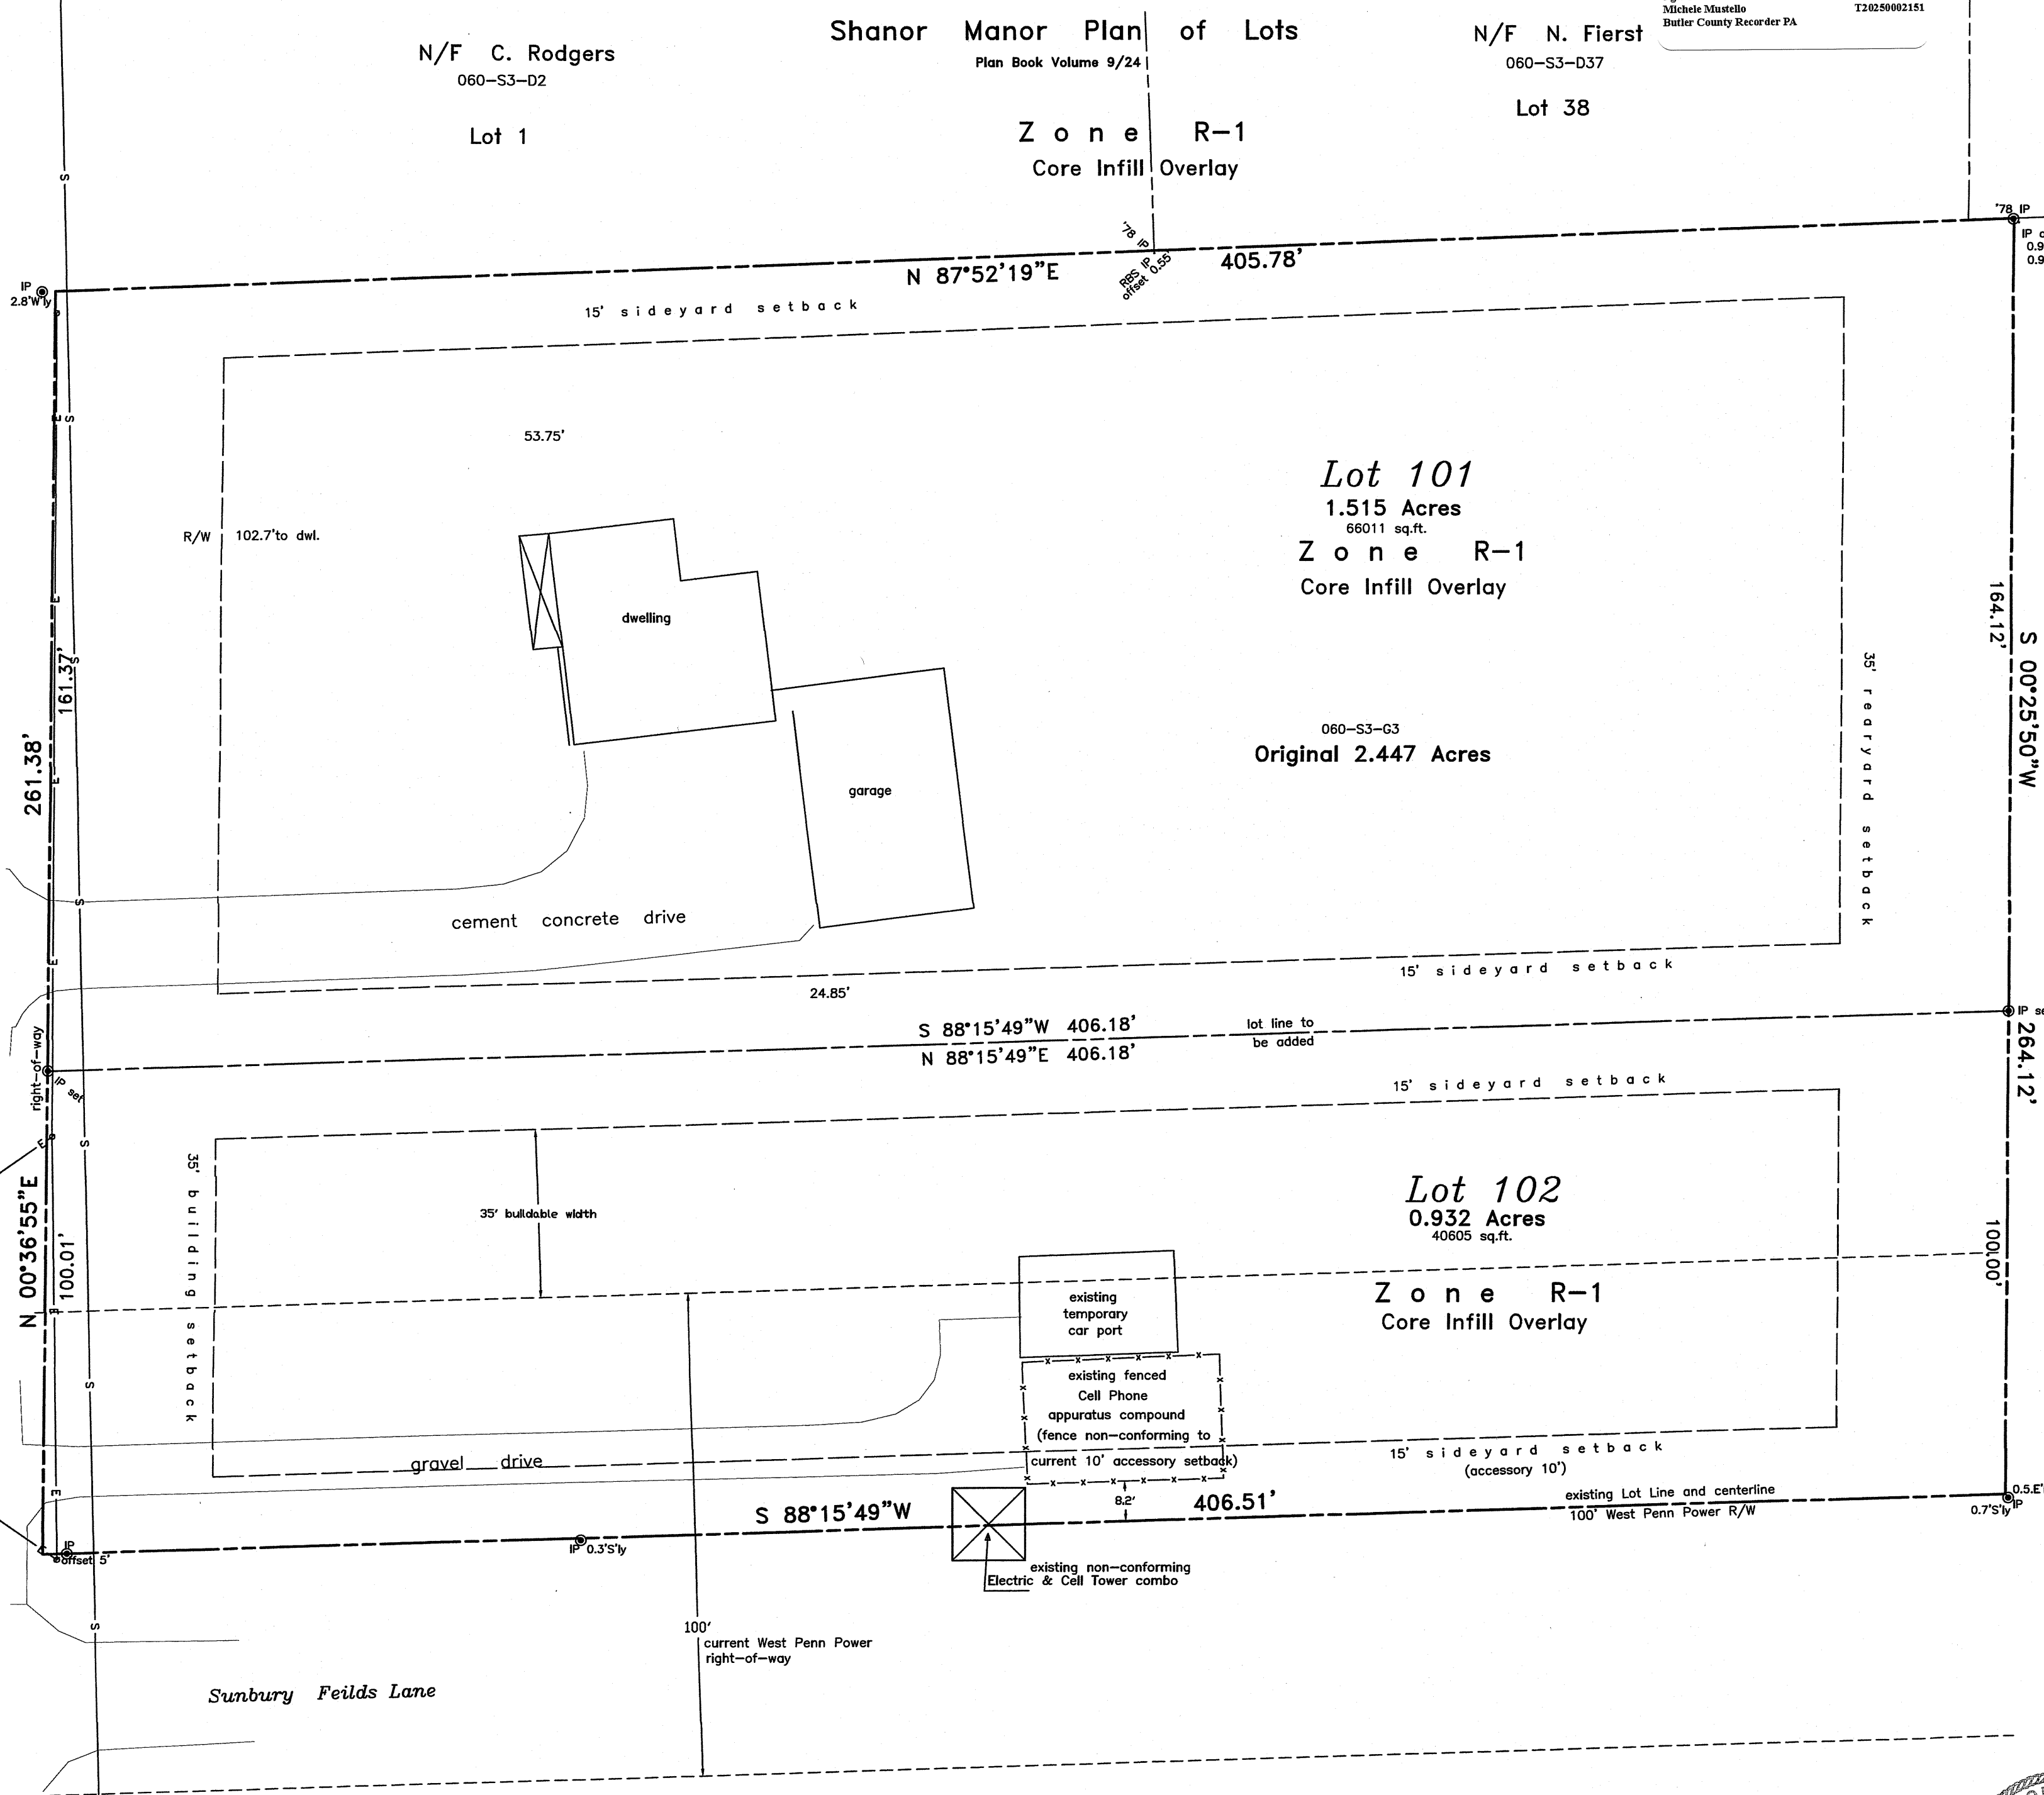 Michele Mustello T20250002151
Butler County Recorder PA
Shanor Manor Plan of Lots
Plan Book Volume 9/24
N/F C. Rodgers
060-S3-D2
Lot 1
N/F N. Fierst
060-S3-D37
Lot 38
Zone R-1
Core Infill Overlay
S
'78 IP
'78 IP
RBS IP
offset 0.55'
N 87°52'19"E 405.78'
IP
2.8'W'ly
15' sideyard setback
E
S
53.75'
R/W 102.7'to dwl.
Lot 101
1.515 Acres
66011 sq.ft.
Zone R-1
Core Infill Overlay
E
dwelling
164.12'
S 00°25'50"W
161.37'
S
35' rearyard setback
261.38'
060-S3-G3
Original 2.447 Acres
E
garage
S
cement concrete drive
E
15' sideyard setback
24.85'
S 88°15'49"W 406.18'
N 88°15'49"E 406.18'
lot line to
be added
264.12'
right-of-way
IP set
15' sideyard setback
E
S
35' building setback
35' buildable width
Lot 102
0.932 Acres
40605 sq.ft.
N 00°36'55"E
100.01'
100.00'
Zone R-1
Core Infill Overlay
E
existing
temporary
car port
S
existing fenced
Cell Phone
appuratus compound
(fence non-conforming to
current 10' accessory setback)
gravel drive
15' sideyard setback
(accessory 10')
E
8.2'
S 88°15'49"W 406.51'
existing Lot Line and centerline
100' West Penn Power R/W
0.5.E'
0.7'S'ly IP
IP
offset 5'
IP 0.3'S'ly
existing non-conforming
Electric & Cell Tower combo
S
100'
current West Penn Power
right-of-way
Sunbury Feilds Lane